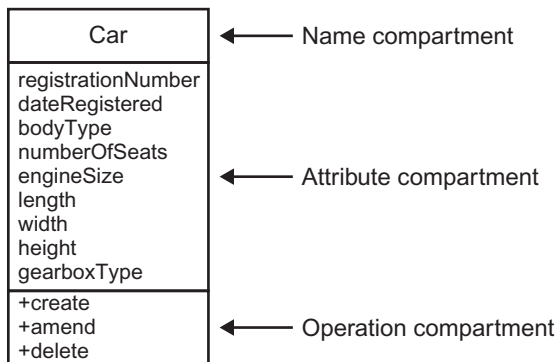 Car
Name compartment
registrationNumber
dateRegistered
bodyType
numberOfSeats
engineSize
length
width
height
gearboxType
Attribute compartment
+create
+amend
+delete
Operation compartment